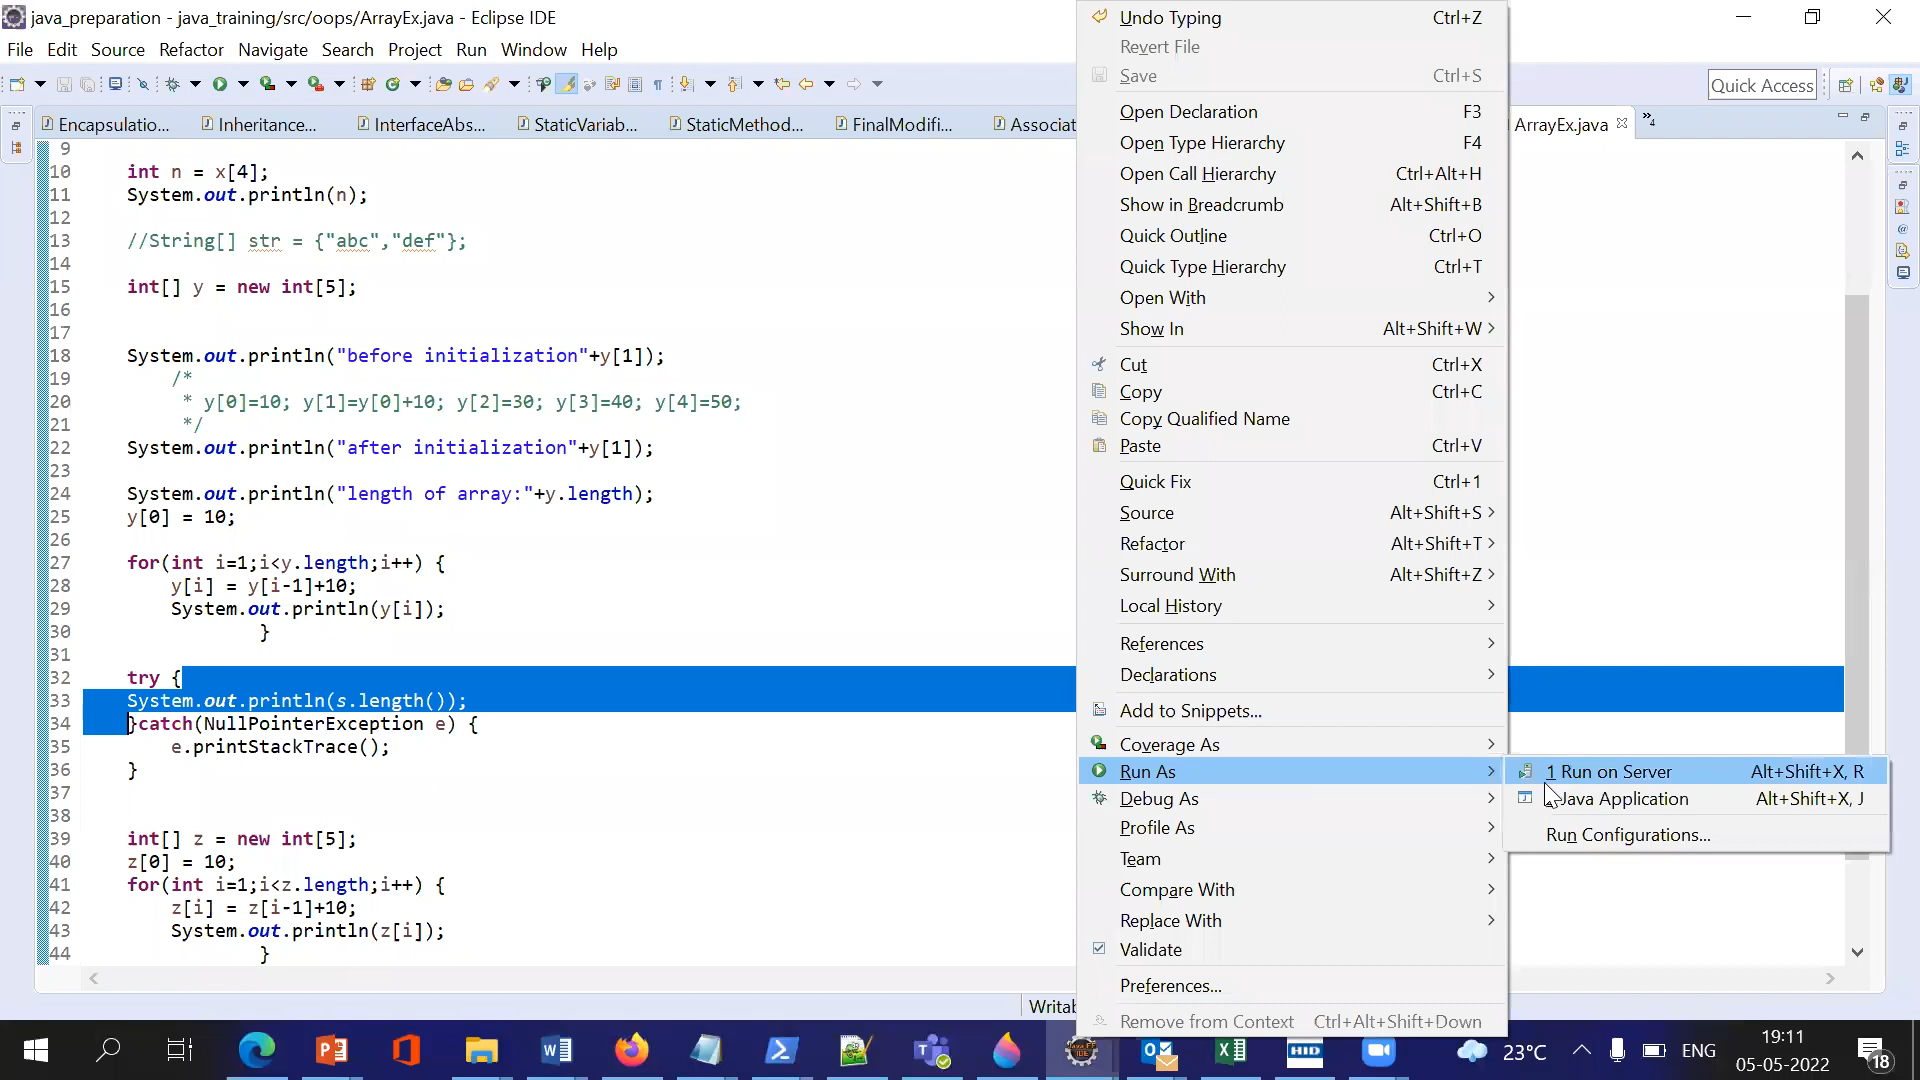 java_preparation - java_training/src/oops/ArrayEx.java - Eclipse IDE
File Edit Source Refactor Navigate Search Project Run Window Help
Quick Access
Encapsulatio... Inheritance... InterfaceAbs... StaticVariab... StaticMethod... FinalModifi... Associat ArrayEx.java »4
9
10 int n = x[4];
11 System.out.println(n);
12
13 //String[] str = {"abc","def"};
14
15 int[] y = new int[5];
16
17
18 System.out.println("before initialization"+y[1]);
19 /*
20 * y[0]=10; y[1]=y[0]+10; y[2]=30; y[3]=40; y[4]=50;
21 */
22 System.out.println("after initialization"+y[1]);
23
24 System.out.println("length of array:"+y.length);
25 y[0] = 10;
26
27 for(int i=1;i<y.length;i++) {
28 y[i] = y[i-1]+10;
29 System.out.println(y[i]);
30 }
31
32 try {
33 System.out.println(s.length());
34 }catch(NullPointerException e) {
35 e.printStackTrace();
36 }
37
38
39 int[] z = new int[5];
40 z[0] = 10;
41 for(int i=1;i<z.length;i++) {
42 z[i] = z[i-1]+10;
43 System.out.println(z[i]);
44 }
Undo Typing Ctrl+Z
Revert File
Save Ctrl+S
Open Declaration F3
Open Type Hierarchy F4
Open Call Hierarchy Ctrl+Alt+H
Show in Breadcrumb Alt+Shift+B
Quick Outline Ctrl+O
Quick Type Hierarchy Ctrl+T
Open With
Show In Alt+Shift+W
Cut Ctrl+X
Copy Ctrl+C
Copy Qualified Name
Paste Ctrl+V
Quick Fix Ctrl+1
Source Alt+Shift+S
Refactor Alt+Shift+T
Surround With Alt+Shift+Z
Local History
References
Declarations
Add to Snippets...
Coverage As
Run As
Debug As
Profile As
Team
Compare With
Replace With
Validate
Preferences...
Remove from Context Ctrl+Alt+Shift+Down
1 Run on Server Alt+Shift+X, R
Java Application Alt+Shift+X, J
Run Configurations...
Writab
23°C ENG
19:11
05-05-2022
18
HID